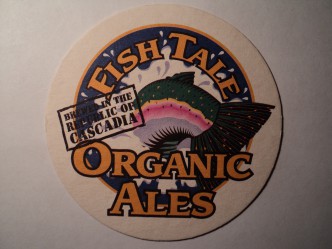 FISH TALE
BREWED IN THE
REPUBLIC OF
CASCADIA
ORGANIC
ALES